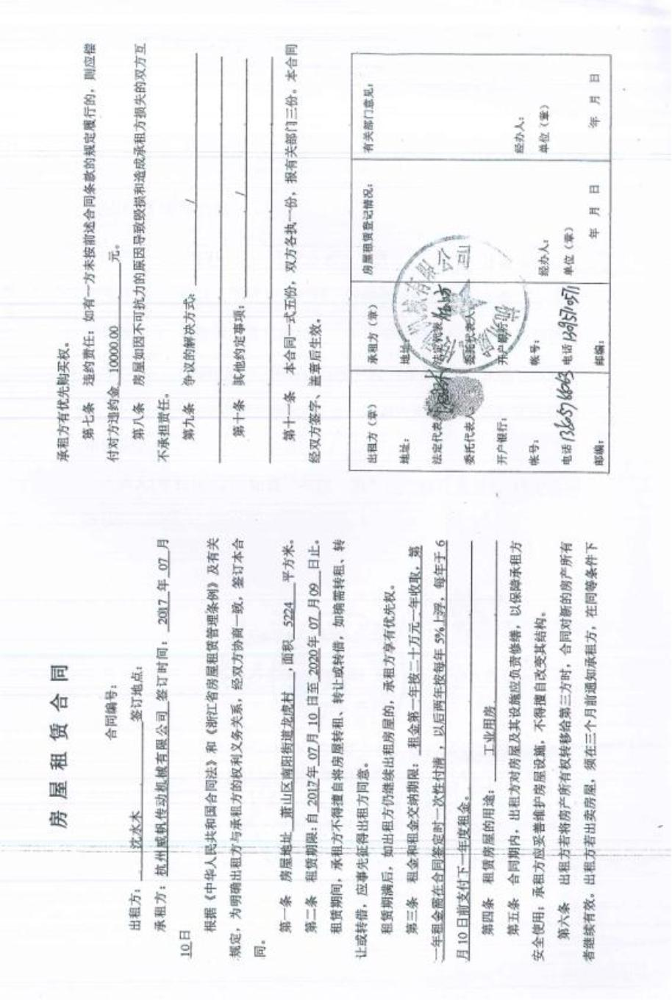 房屋租赁合同
合同编号：
出租方： 沈水木 签订地点：
承租方：杭州威帆传动机械有限公司 签订时间： 2017 年 07 月
10日
根据《中华人民共和国合同法》和《浙江省房屋租赁管理条例》及有关
规定，为明确出租方与承租方的权利义务关系，经双方协商一致，签订本合
同。
第一条 房屋地址 萧山区南阳街道龙虎村 ，面积 5224 平方米。
第二条 租赁期限：自 2017年 07月 10 日至 2020年 07 月09 日止。
租赁期间，承租方不得擅自将房屋转租、转让或转借，如确需转租、转
让或转借，应事先征得出租方同意。
租赁期满后，如出租方仍继续出租房屋的，承租方享有优先权。
第三条 租金和租金交纳期限： 租金第一年按二十万元一年收取，第
一年租金需在合同签定时一次性付清 ，以后两年按每年 5%上浮，每年于 6
月 10 日前支付下一年度租金。
第四条 租赁房屋的用途： 工业用房
第五条 合同期内，出租方对房屋及其设施应负责修缮，以保障承租方
安全使用；承租方应妥善维护房屋设施，不得擅自改变其结构。
第六条 出租方若将房产所有权转移给第三方时，合同对新的房产所有
者继续有效。出租方若出卖房屋，须在三个月前通知承租方，在同等条件下
承租方有优先购买权。
第七条 违约责任：如有一方未按前述合同条款的规定履行的，则应偿
付对方违约金 10000.00 元。
第八条 房屋如因不可抗力的原因导致毁损和造成承租方损失的双方互
不承担责任。
第九条 争议的解决方式： /
第十条 其他约定事项： /
第十一条 本合同一式五份，双方各执一份，报有关部门三份。本合同
经双方签字、盖章后生效。
出租方（章）
地址：
法定代表
委托代表人
开户银行：
帐号：
电话 13605716603
邮编：
承租方（章）
地址
法定代表
委托代表人
开户银行：
帐号：
电话 13957110571
邮编：
房屋租赁登记情况：
经办人：
单位（章）
年 月 日
有关部门意见：
经办人：
单位（章）
年 月 日